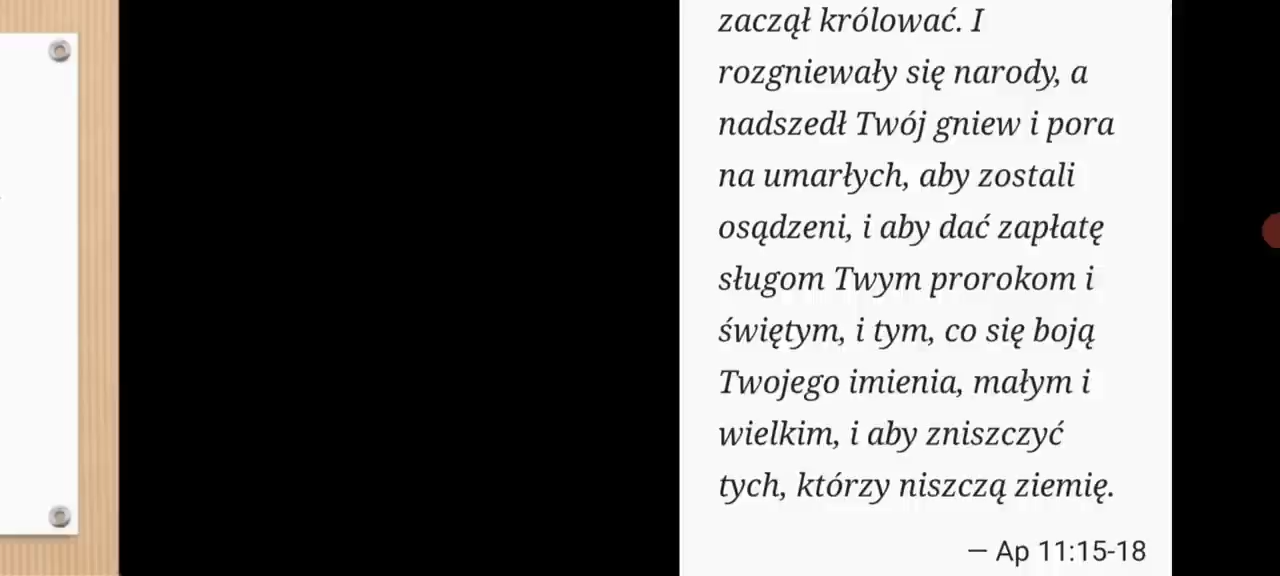 zaczął królować. I
rozgniewały się narody, a
nadszedł Twój gniew i pora
na umarłych, aby zostali
osądzeni, i aby dać zapłatę
sługom Twym prorokom i
świętym, i tym, co się boją
Twojego imienia, małym i
wielkim, i aby zniszczyć
tych, którzy niszczą ziemię.
— Ap 11:15-18